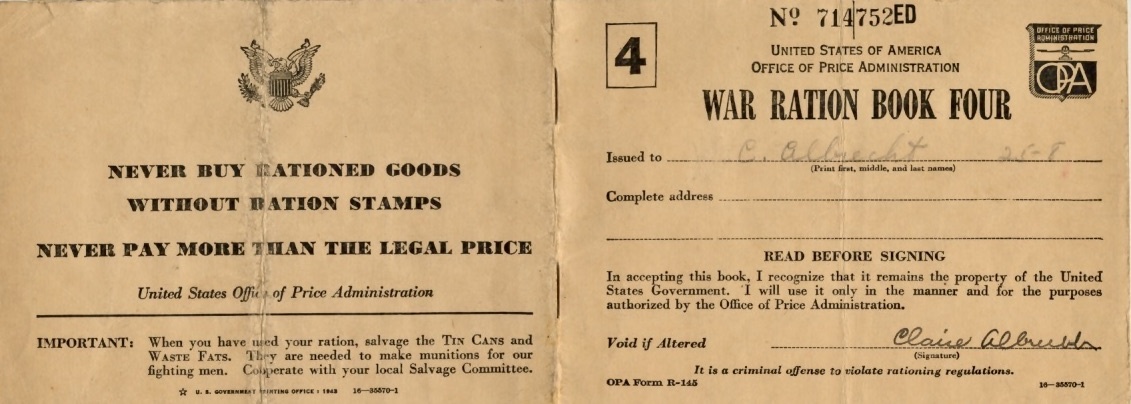 NEVER BUY RATIONED GOODS
WITHOUT RATION STAMPS
NEVER PAY MORE THAN THE LEGAL PRICE
United States Office of Price Administration
IMPORTANT: When you have used your ration, salvage the TIN CANS and
WASTE FATS. They are needed to make munitions for our
fighting men. Cooperate with your local Salvage Committee.
☆ U. S. GOVERNMENT PRINTING OFFICE : 1943 16—35570-1
Nº 714752ED
4
UNITED STATES OF AMERICA
OFFICE OF PRICE ADMINISTRATION
OFFICE OF PRICE
ADMINISTRATION
OPA
WAR RATION BOOK FOUR
Issued to C. Albrecht 25-8
(Print first, middle, and last names)
Complete address
READ BEFORE SIGNING
In accepting this book, I recognize that it remains the property of the United
States Government. I will use it only in the manner and for the purposes
authorized by the Office of Price Administration.
Void if Altered Claire
(Signature)
It is a criminal offense to violate rationing regulations.
OPA Form R-145 16—35570-1